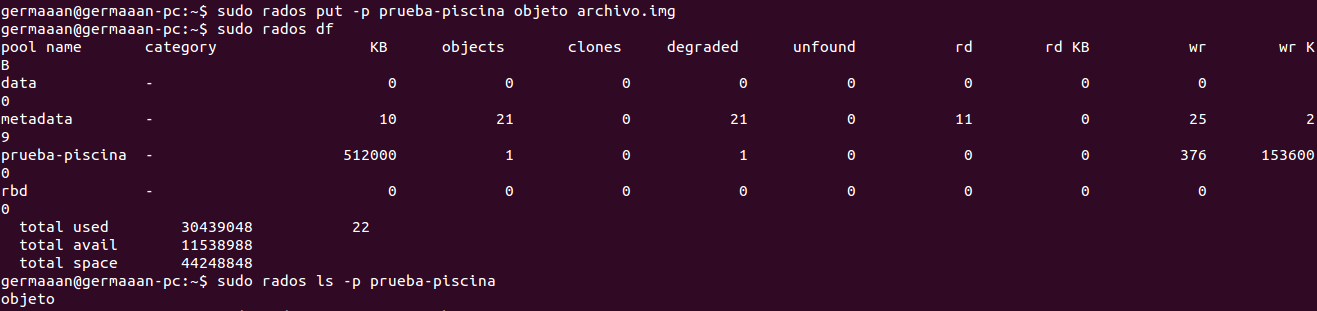 germaaan@germaaan-pc:~$ sudo rados put -p prueba-piscina objeto archivo.img
germaaan@germaaan-pc:~$ sudo rados df
pool name       category                 KB      objects       clones     degraded      unfound           rd        rd KB           wr        wr K
B
data            -                          0            0            0            0           0            0            0            0
0
metadata        -                         10           21            0           21           0           11            0           25            2
9
prueba-piscina  -                     512000            1            0            1           0            0            0          376       153600
0
rbd             -                          0            0            0            0           0            0            0            0
0
  total used        30439048           22
  total avail       11538988
  total space       44248848
germaaan@germaaan-pc:~$ sudo rados ls -p prueba-piscina
objeto